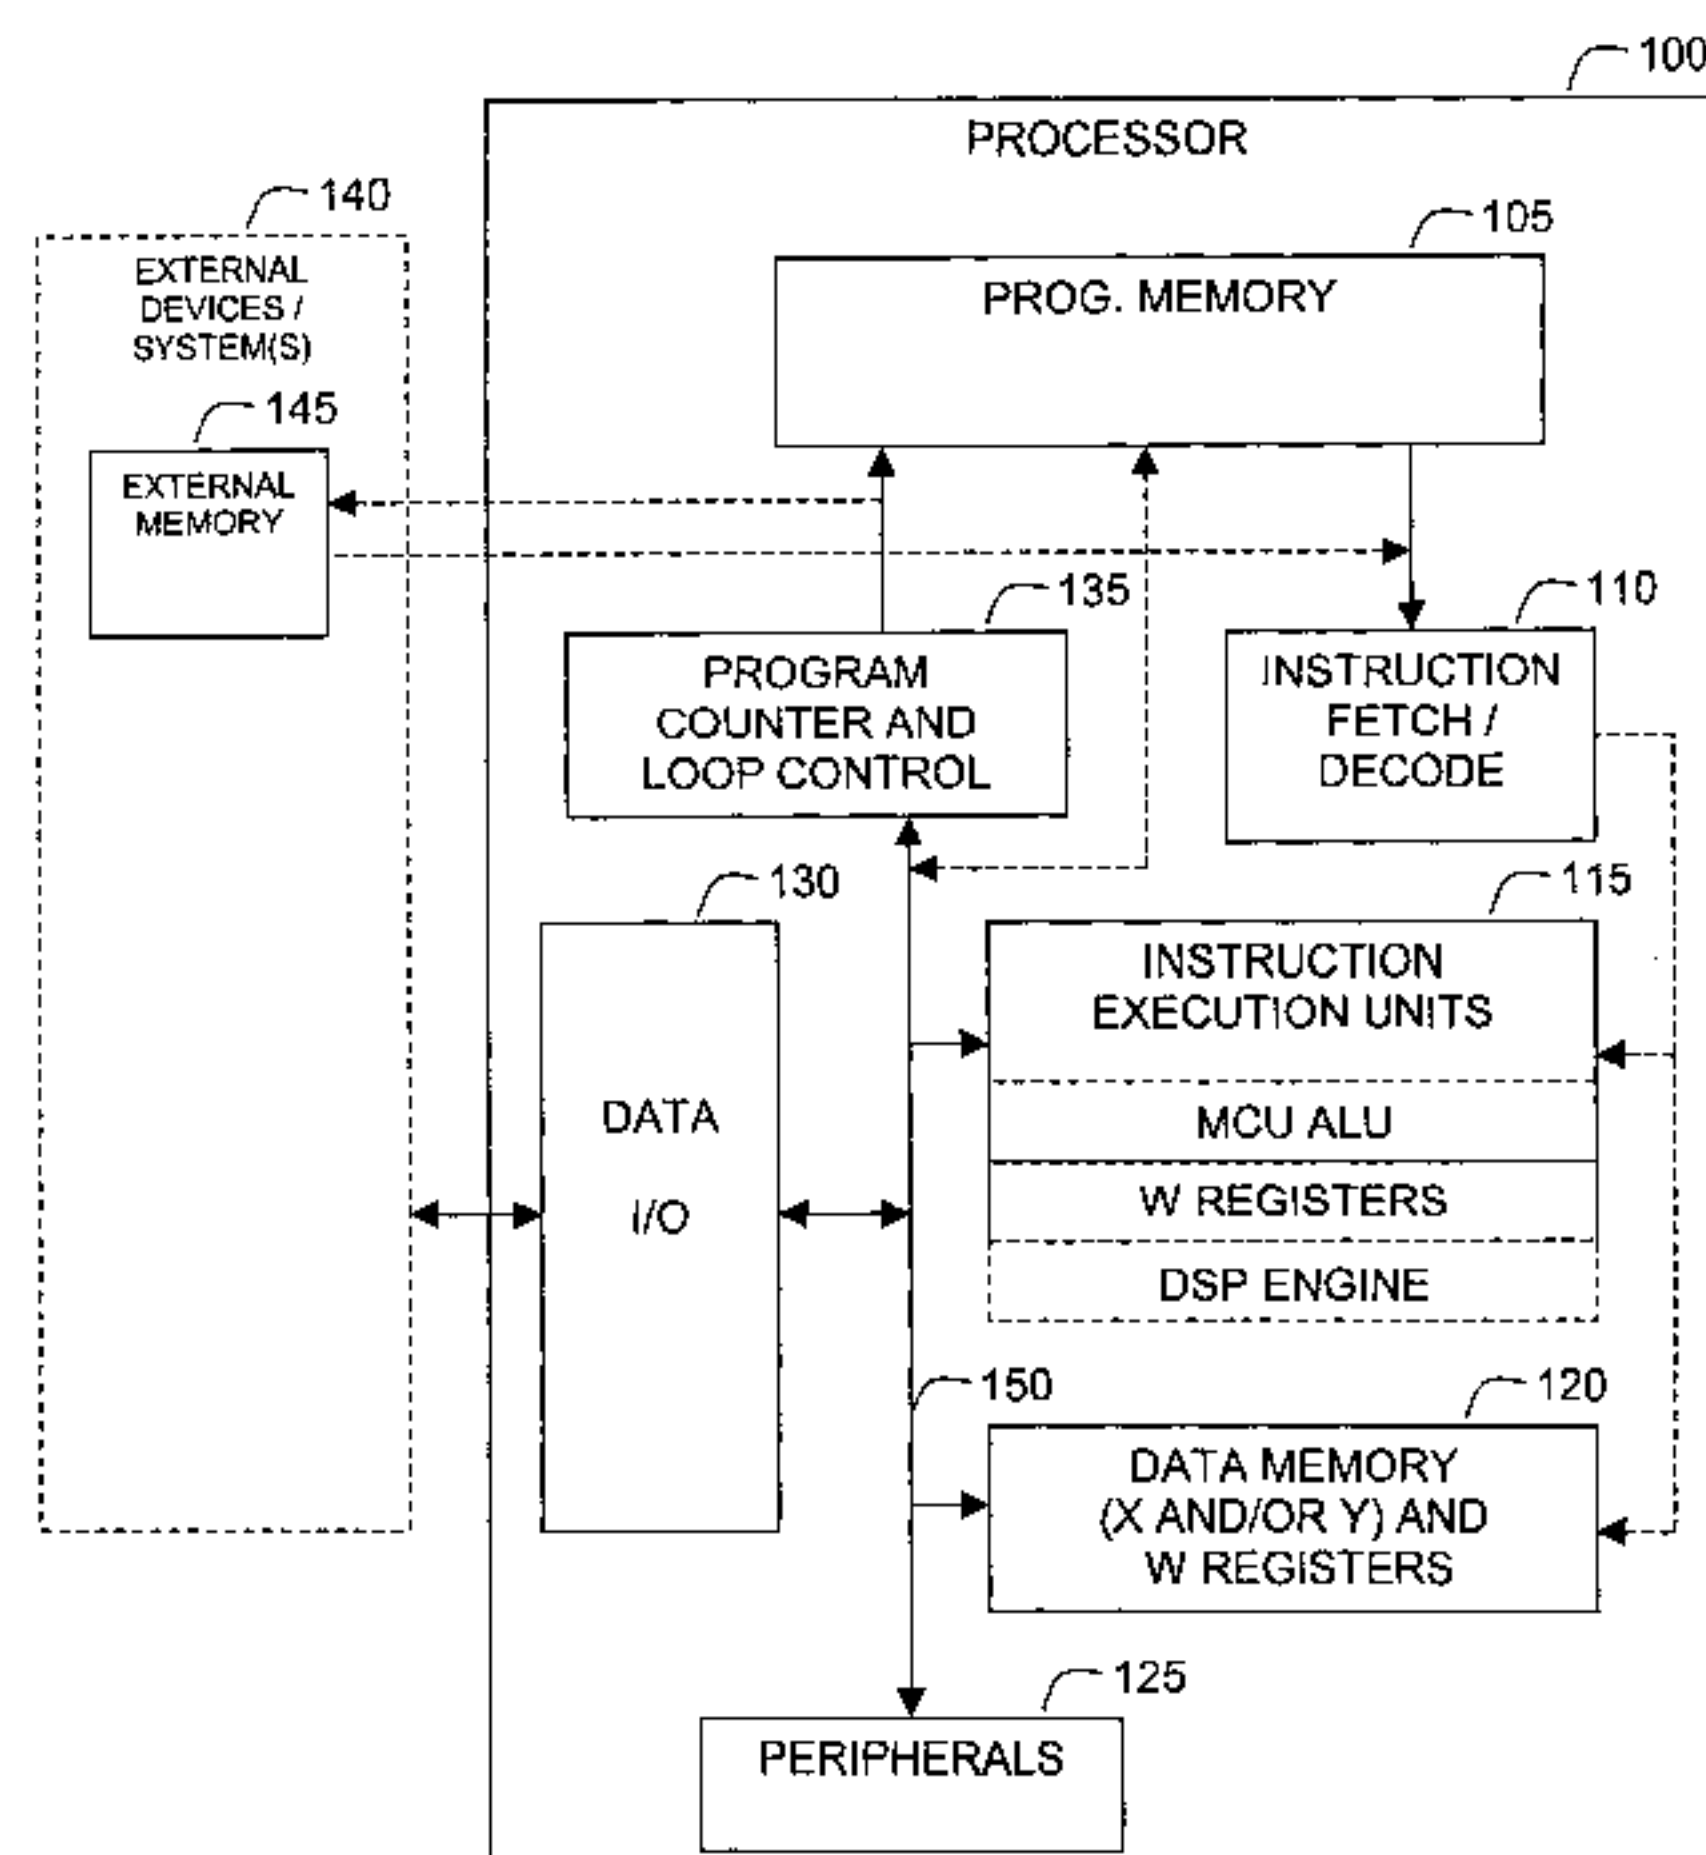 100
PROCESSOR
140
EXTERNAL
DEVICES /
SYSTEM(S)
105
PROG. MEMORY
145
EXTERNAL
MEMORY
135
PROGRAM
COUNTER AND
LOOP CONTROL
110
INSTRUCTION
FETCH /
DECODE
130
DATA
I/O
115
INSTRUCTION
EXECUTION UNITS
MCU ALU
W REGISTERS
DSP ENGINE
150
120
DATA MEMORY
(X AND/OR Y) AND
W REGISTERS
125
PERIPHERALS